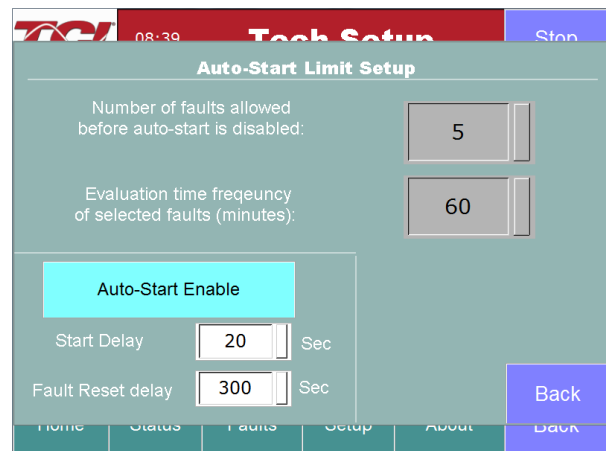 TCI
08:39
Tech Setup
Stop
Auto-Start Limit Setup
Number of faults allowed
before auto-start is disabled:
5
Evaluation time freqeuncy
of selected faults (minutes):
60
Auto-Start Enable
Start Delay
20
Sec
Fault Reset delay
300
Sec
Back
Home
Status
Faults
Setup
About
Back